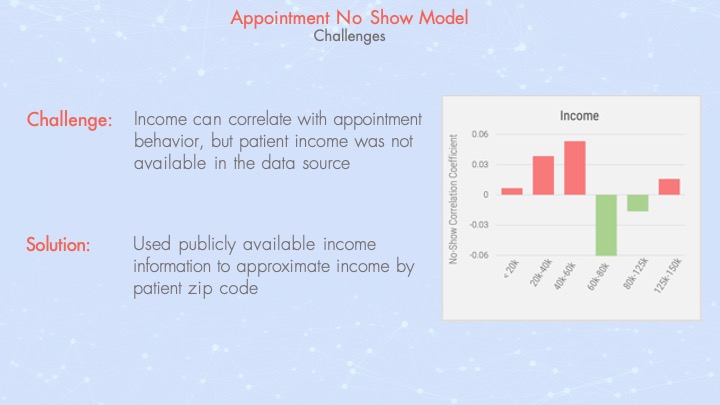 Appointment No Show Model
Challenges
Challenge:
Income can correlate with appointment
behavior, but patient income was not
available in the data source
Solution:
Used publicly available income
information to approximate income by
patient zip code
Income
No-Show Correlation Coefficient
0.06
0.03
0
-0.03
-0.06
< 20k
20k-40k
40k-60k
60k-80k
80k-125k
125k-150k